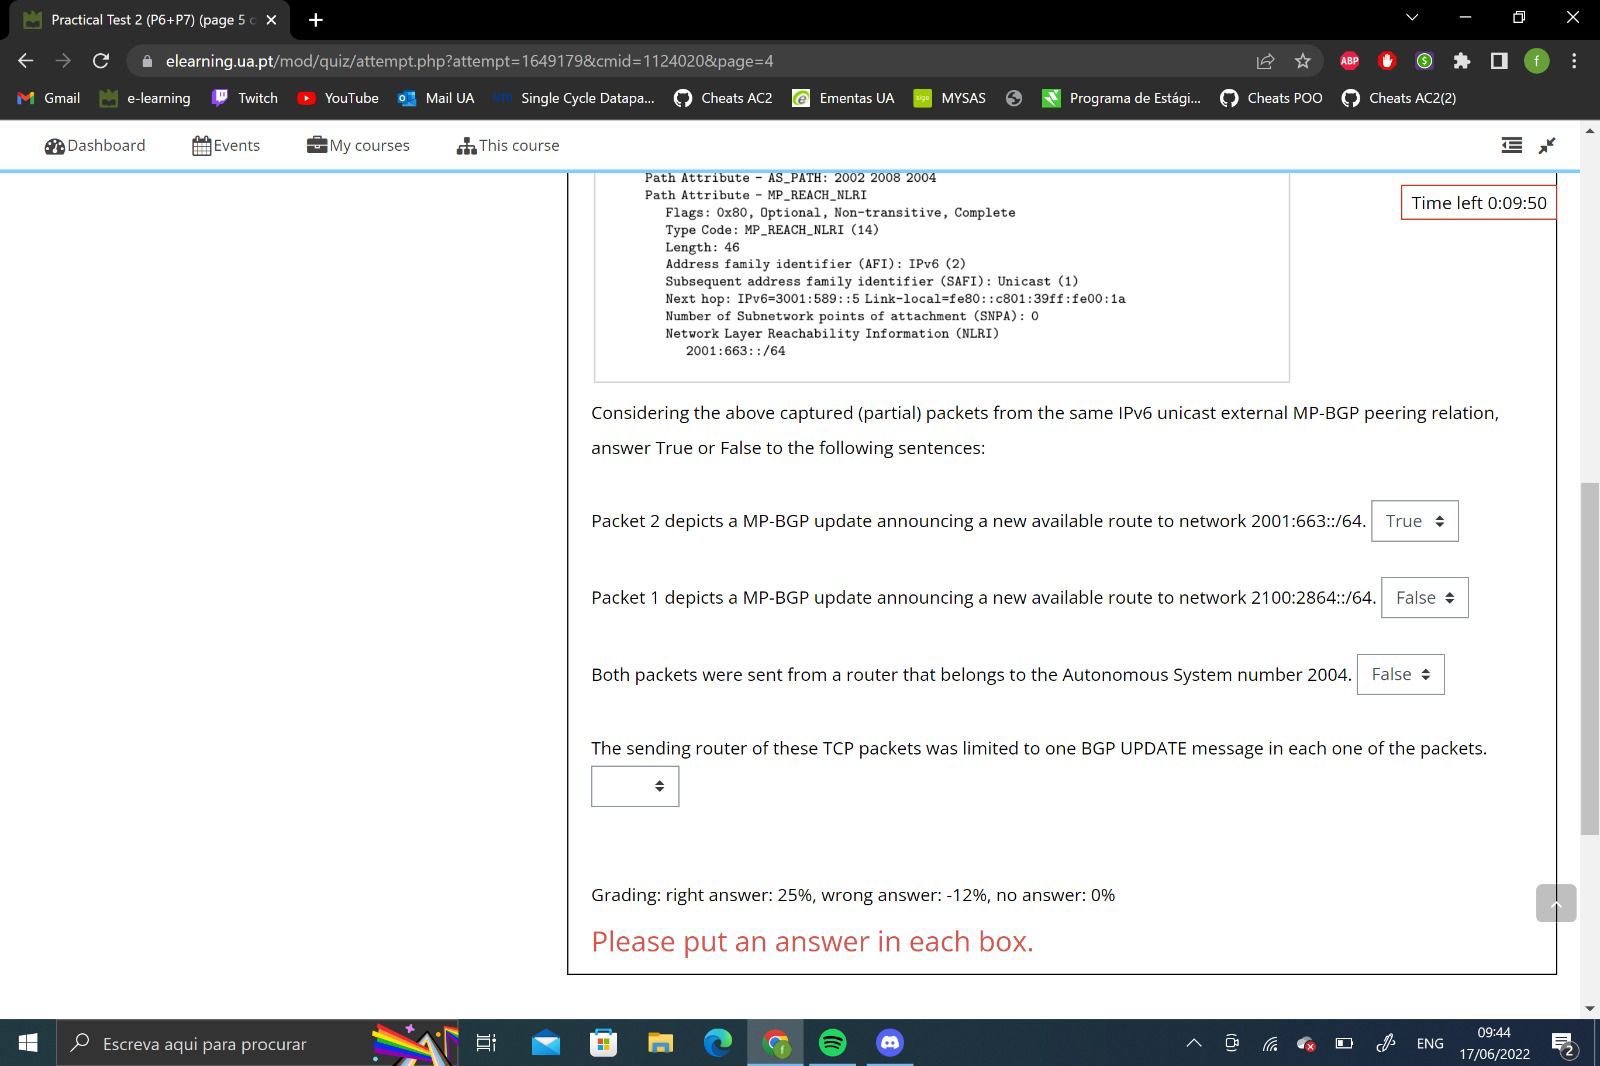 Practical Test 2 (P6+P7) (page 5
elearning.ua.pt/mod/quiz/attempt.php?attempt=1649179&cmid=1124020&page=4
ABP
f
Gmail
e-learning
Twitch
YouTube
Mail UA
Single Cycle Datapa...
Cheats AC2
Ementas UA
MYSAS
Programa de Estági...
Cheats POO
Cheats AC2(2)
Dashboard
Events
My courses
This course
Time left 0:09:50
Path Attribute - AS_PATH: 2002 2008 2004
Path Attribute - MP_REACH_NLRI
Flags: 0x80, Optional, Non-transitive, Complete
Type Code: MP_REACH_NLRI (14)
Length: 46
Address family identifier (AFI): IPv6 (2)
Subsequent address family identifier (SAFI): Unicast (1)
Next hop: IPv6=3001:589::5 Link-local=fe80::c801:39ff:fe00:1a
Number of Subnetwork points of attachment (SNPA): 0
Network Layer Reachability Information (NLRI)
2001:663::/64
Considering the above captured (partial) packets from the same IPv6 unicast external MP-BGP peering relation,
answer True or False to the following sentences:
Packet 2 depicts a MP-BGP update announcing a new available route to network 2001:663::/64. True
Packet 1 depicts a MP-BGP update announcing a new available route to network 2100:2864::/64. False
Both packets were sent from a router that belongs to the Autonomous System number 2004. False
The sending router of these TCP packets was limited to one BGP UPDATE message in each one of the packets.
Grading: right answer: 25%, wrong answer: -12%, no answer: 0%
Please put an answer in each box.
Escreva aqui para procurar
ENG
09:44
17/06/2022
2